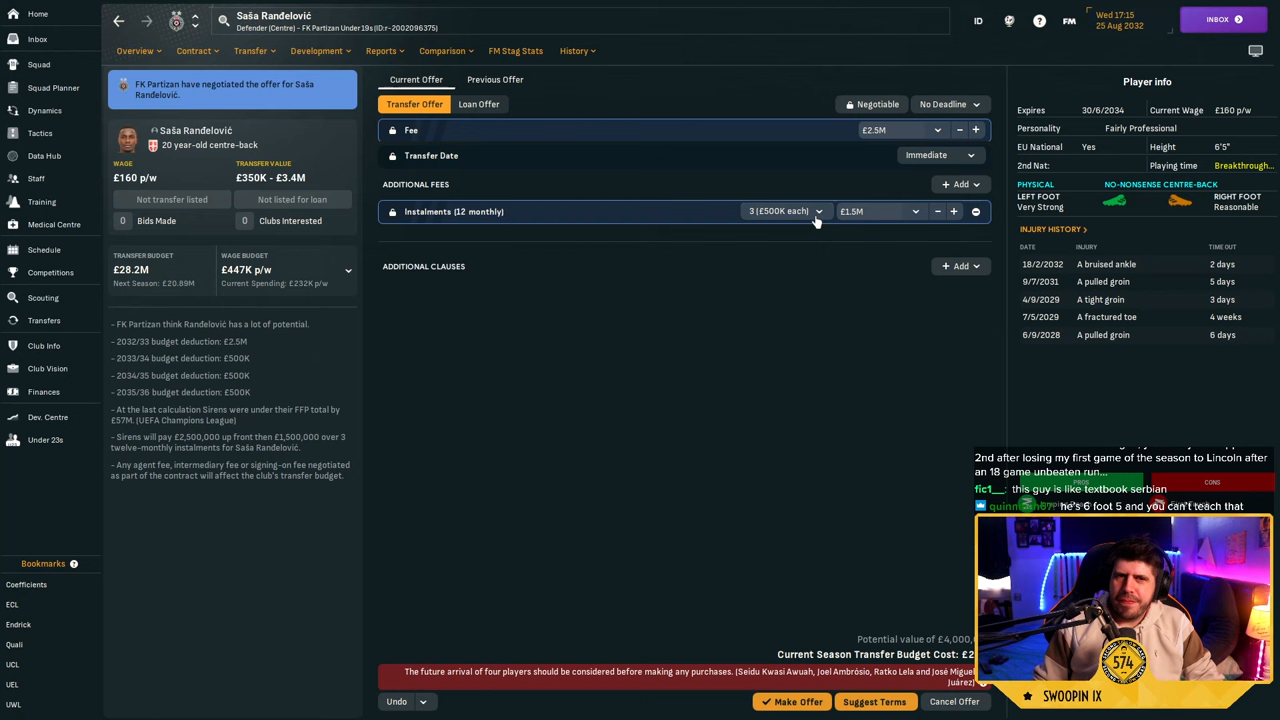 Home
Inbox
Squad
Squad Planner
Dynamics
Tactics
Data Hub
Staff
Training
Medical Centre
Schedule
Competitions
Scouting
Transfers
Club Info
Club Vision
Finances
Dev. Centre
Under 23s
Bookmarks
Coefficients
ECL
Endrick
Quali
UCL
UEL
UWL
Saša Ranđelović
Defender (Centre) - FK Partizan Under 19s (ID:r-2002096375)
ID
FM
Wed 17:15
25 Aug 2032
INBOX
Overview
Contract
Transfer
Development
Reports
Comparison
FM Stag Stats
History
FK Partizan have negotiated the offer for Saša
Ranđelović.
Saša Ranđelović
20 year-old centre-back
WAGE
TRANSFER VALUE
£160 p/w
£350K - £3.4M
Not transfer listed
Not listed for loan
0 Bids Made
0 Clubs Interested
TRANSFER BUDGET
WAGE BUDGET
£28.2M
£447K p/w
Next Season: £20.89M
Current Spending: £232K p/w
- FK Partizan think Ranđelović has a lot of potential.
- 2032/33 budget deduction: £2.5M
- 2033/34 budget deduction: £500K
- 2034/35 budget deduction: £500K
- 2035/36 budget deduction: £500K
- At the last calculation Sirens were under their FFP total by
£57M. (UEFA Champions League)
- Sirens will pay £2,500,000 up front then £1,500,000 over 3
twelve-monthly instalments for Saša Ranđelović.
- Any agent fee, intermediary fee or signing-on fee negotiated
as part of the contract will affect the club's transfer budget.
Current Offer
Previous Offer
Transfer Offer
Loan Offer
Negotiable
No Deadline
Fee
£2.5M
Transfer Date
Immediate
ADDITIONAL FEES
+ Add
Instalments (12 monthly)
3 (£500K each)
£1.5M
ADDITIONAL CLAUSES
+ Add
Potential value of £4,000,
Current Season Transfer Budget Cost: £2
The future arrival of four players should be considered before making any purchases. (Seidu Kwasi Awuah, Joel Ambrósio, Ratko Lela and José Miguel
Juárez)
Undo
Make Offer
Suggest Terms
Cancel Offer
Player info
Expires 30/6/2034
Current Wage £160 p/w
Personality Fairly Professional
EU National Yes
Height 6'5"
2nd Nat:
Playing time Breakthrough...
PHYSICAL
NO-NONSENSE CENTRE-BACK
LEFT FOOT
Very Strong
RIGHT FOOT
Reasonable
INJURY HISTORY >
DATE INJURY TIME OUT
18/2/2032 A bruised ankle 2 days
9/7/2031 A pulled groin 5 days
4/9/2029 A tight groin 3 days
7/5/2029 A fractured toe 4 weeks
6/9/2028 A pulled groin 6 days
2nd after losing my first game of the season to Lincoln after
an 18 game unbeaten run...
PROS
CONS
fic1__: this guy is like textbook serbian
he's 6 foot 5 and you can't teach that
574
SWOOPIN IX